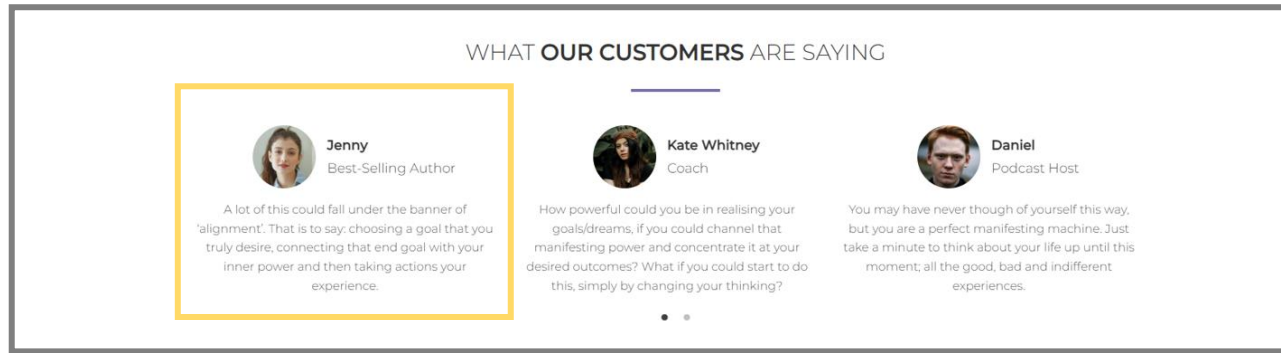 WHAT OUR CUSTOMERS ARE SAYING
Jenny
Best-Selling Author
A lot of this could fall under the banner of
'alignment'. That is to say: choosing a goal that you
truly desire, connecting that end goal with your
inner power and then taking actions your
experience.
Kate Whitney
Coach
How powerful could you be in realising your
goals/dreams, if you could channel that
manifesting power and concentrate it at your
desired outcomes? What if you could start to do
this, simply by changing your thinking?
Daniel
Podcast Host
You may have never though of yourself this way,
but you are a perfect manifesting machine. Just
take a minute to think about your life up until this
moment; all the good, bad and indifferent
experiences.